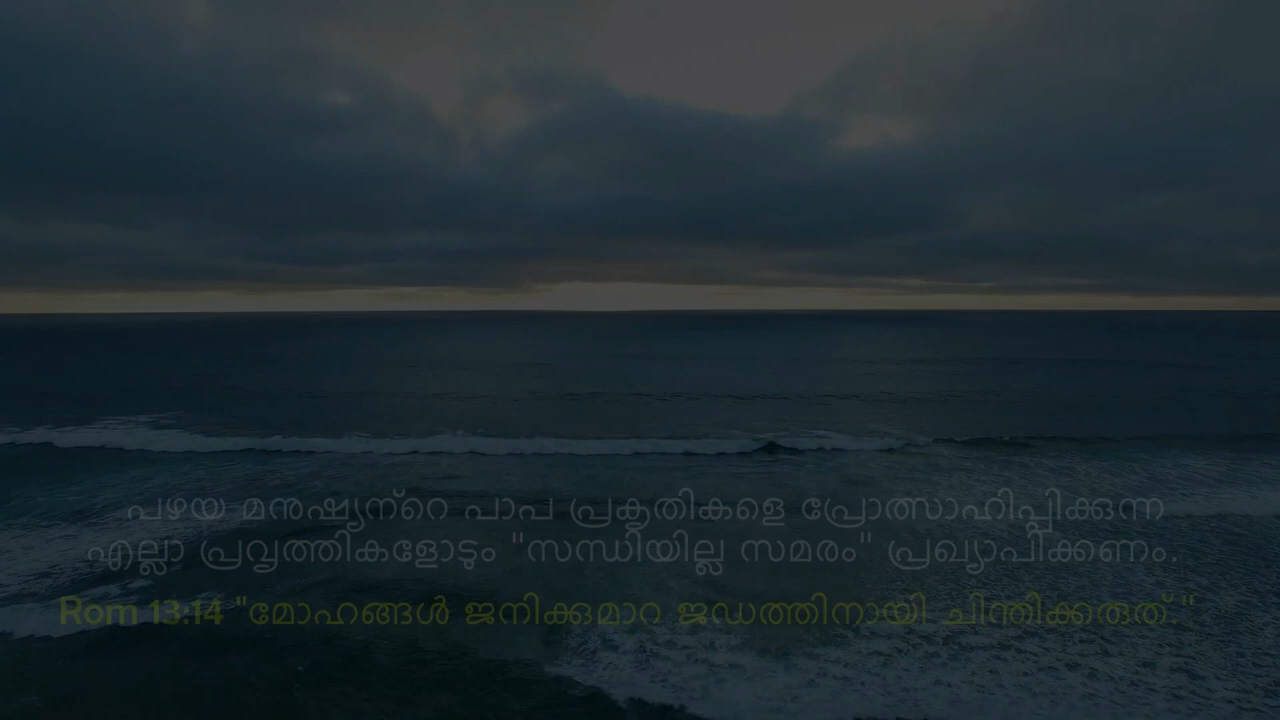 പഴയ മനുഷ്യന്റെ പാപ പ്രകൃതികളെ പ്രോത്സാഹിപ്പിക്കുന്ന
എല്ലാ പ്രവൃത്തികളോടും "സന്ധിയില്ല സമരം" പ്രഖ്യാപിക്കണം.
Rom 13:14 "മോഹങ്ങൾ ജനിക്കുമാറു ജഡത്തിനായി ചിന്തിക്കരുത്."